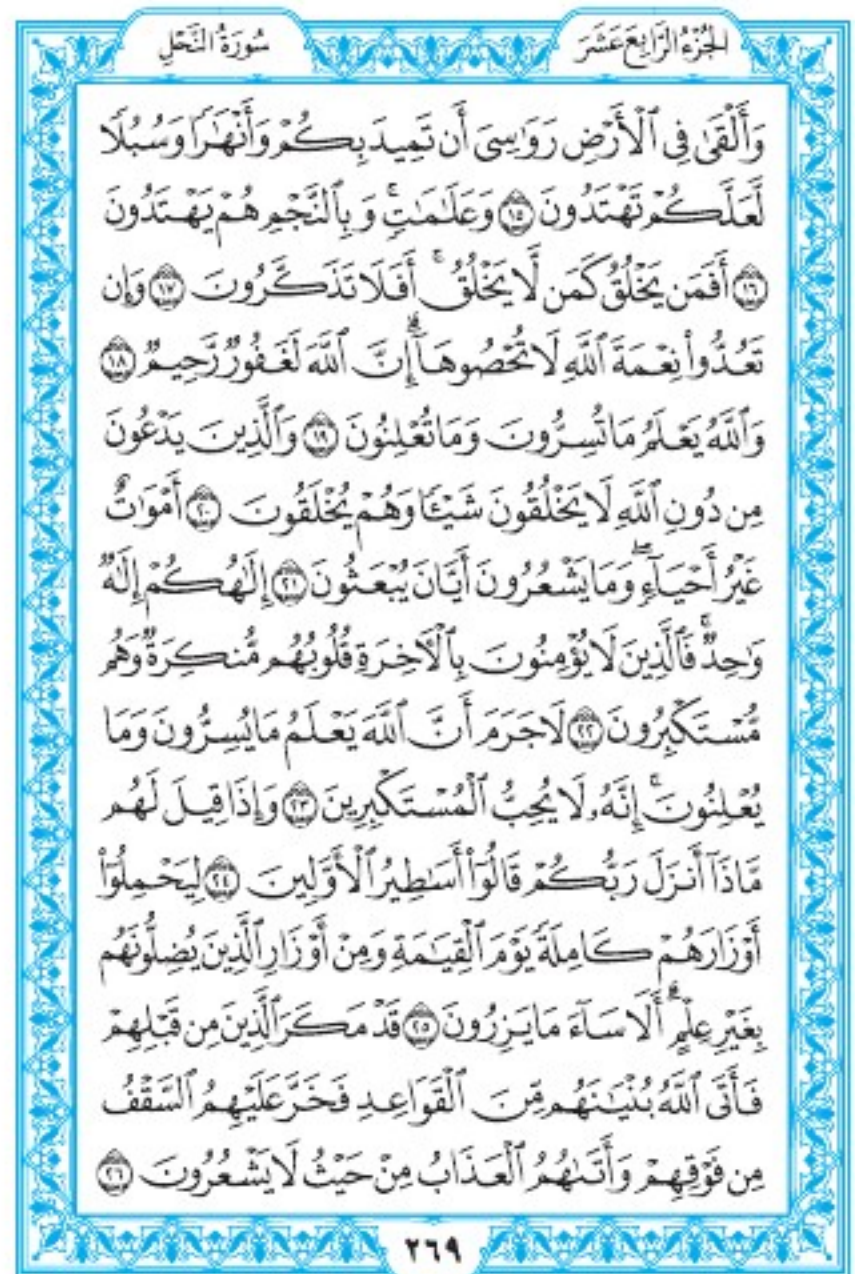 الجُزْءُ الرَّابِعَ عَشَرَ
سُورَةُ النَّحْلِ
وَأَلْقَىٰ فِى ٱلْأَرْضِ رَوَٰسِىَ أَن تَمِيدَ بِكُمْ وَأَنْهَٰرًا وَسُبُلًا
لَّعَلَّكُمْ تَهْتَدُونَ ١٥ وَعَلَٰمَٰتٍۚ وَبِٱلنَّجْمِ هُمْ يَهْتَدُونَ
١٦ أَفَمَن يَخْلُقُ كَمَن لَّا يَخْلُقُۚ أَفَلَا تَذَكَّرُونَ ١٧ وَإِن
تَعُدُّوا۟ نِعْمَةَ ٱللَّهِ لَا تُحْصُوهَآۗ إِنَّ ٱللَّهَ لَغَفُورٌ رَّحِيمٌ ١٨
وَٱللَّهُ يَعْلَمُ مَا تُسِرُّونَ وَمَا تُعْلِنُونَ ١٩ وَٱلَّذِينَ يَدْعُونَ
مِن دُونِ ٱللَّهِ لَا يَخْلُقُونَ شَيْـًٔا وَهُمْ يُخْلَقُونَ ٢٠ أَمْوَٰتٌ
غَيْرُ أَحْيَآءٍۖ وَمَا يَشْعُرُونَ أَيَّانَ يُبْعَثُونَ ٢١ إِلَٰهُكُمْ إِلَٰهٌ
وَٰحِدٌۚ فَٱلَّذِينَ لَا يُؤْمِنُونَ بِٱلْءَاخِرَةِ قُلُوبُهُم مُّنكِرَةٌ وَهُم
مُّسْتَكْبِرُونَ ٢٢ لَا جَرَمَ أَنَّ ٱللَّهَ يَعْلَمُ مَا يُسِرُّونَ وَمَا
يُعْلِنُونَۚ إِنَّهُۥ لَا يُحِبُّ ٱلْمُسْتَكْبِرِينَ ٢٣ وَإِذَا قِيلَ لَهُم
مَّاذَآ أَنزَلَ رَبُّكُمْ قَالُوٓا۟ أَسَٰطِيرُ ٱلْأَوَّلِينَ ٢٤ لِيَحْمِلُوٓا۟
أَوْزَارَهُمْ كَامِلَةً يَوْمَ ٱلْقِيَٰمَةِ وَمِنْ أَوْزَارِ ٱلَّذِينَ يُضِلُّونَهُم
بِغَيْرِ عِلْمٍۗ أَلَا سَآءَ مَا يَزِرُونَ ٢٥ قَدْ مَكَرَ ٱلَّذِينَ مِن قَبْلِهِمْ
فَأَتَى ٱللَّهُ بُنْيَٰنَهُم مِّنَ ٱلْقَوَاعِدِ فَخَرَّ عَلَيْهِمُ ٱلسَّقْفُ
مِن فَوْقِهِمْ وَأَتَىٰهُمُ ٱلْعَذَابُ مِنْ حَيْثُ لَا يَشْعُرُونَ ٢٦
٢٦٩